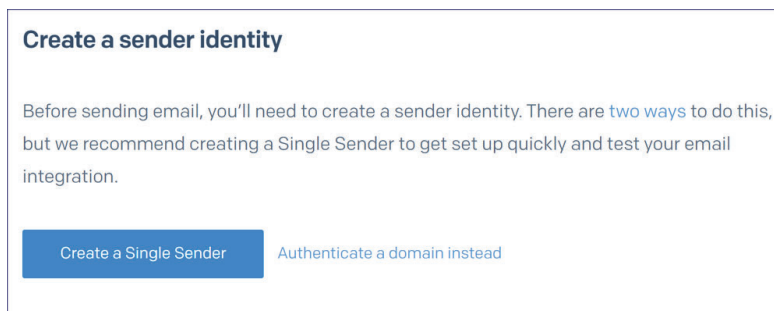 Create a sender identity
Before sending email, you’ll need to create a sender identity. There are two ways to do this,
but we recommend creating a Single Sender to get set up quickly and test your email
integration.
Create a Single Sender Authenticate a domain instead